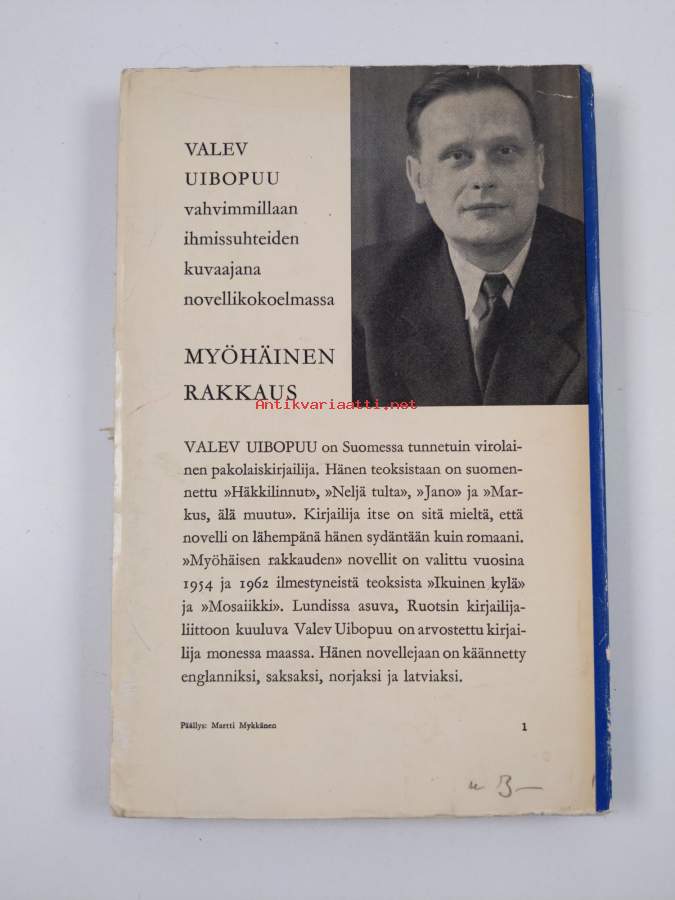 VALEV
UIBOPUU
vahvimmillaan
ihmissuhteiden
kuvaajana
novellikokoelmassa
MYÖHÄINEN
RAKKAUS
Antikvariaatti.net
VALEV UIBOPUU on Suomessa tunnetuin virolai-
nen pakolaiskirjailija. Hänen teoksistaan on suomen-
nettu »Häkkilinnut», »Neljä tulta», »Jano» ja »Mar-
kus, älä muutu». Kirjailija itse on sitä mieltä, että
novelli on lähempänä hänen sydäntään kuin romaani.
»Myöhäisen rakkauden» novellit on valittu vuosina
1954 ja 1962 ilmestyneistä teoksista »Ikuinen kylä»
ja »Mosaiikki». Lundissa asuva, Ruotsin kirjailija-
liittoon kuuluva Valev Uibopuu on arvostettu kirjai-
lija monessa maassa. Hänen novellejaan on käännetty
englanniksi, saksaksi, norjaksi ja latviaksi.
Päällys: Martti Mykkänen 1